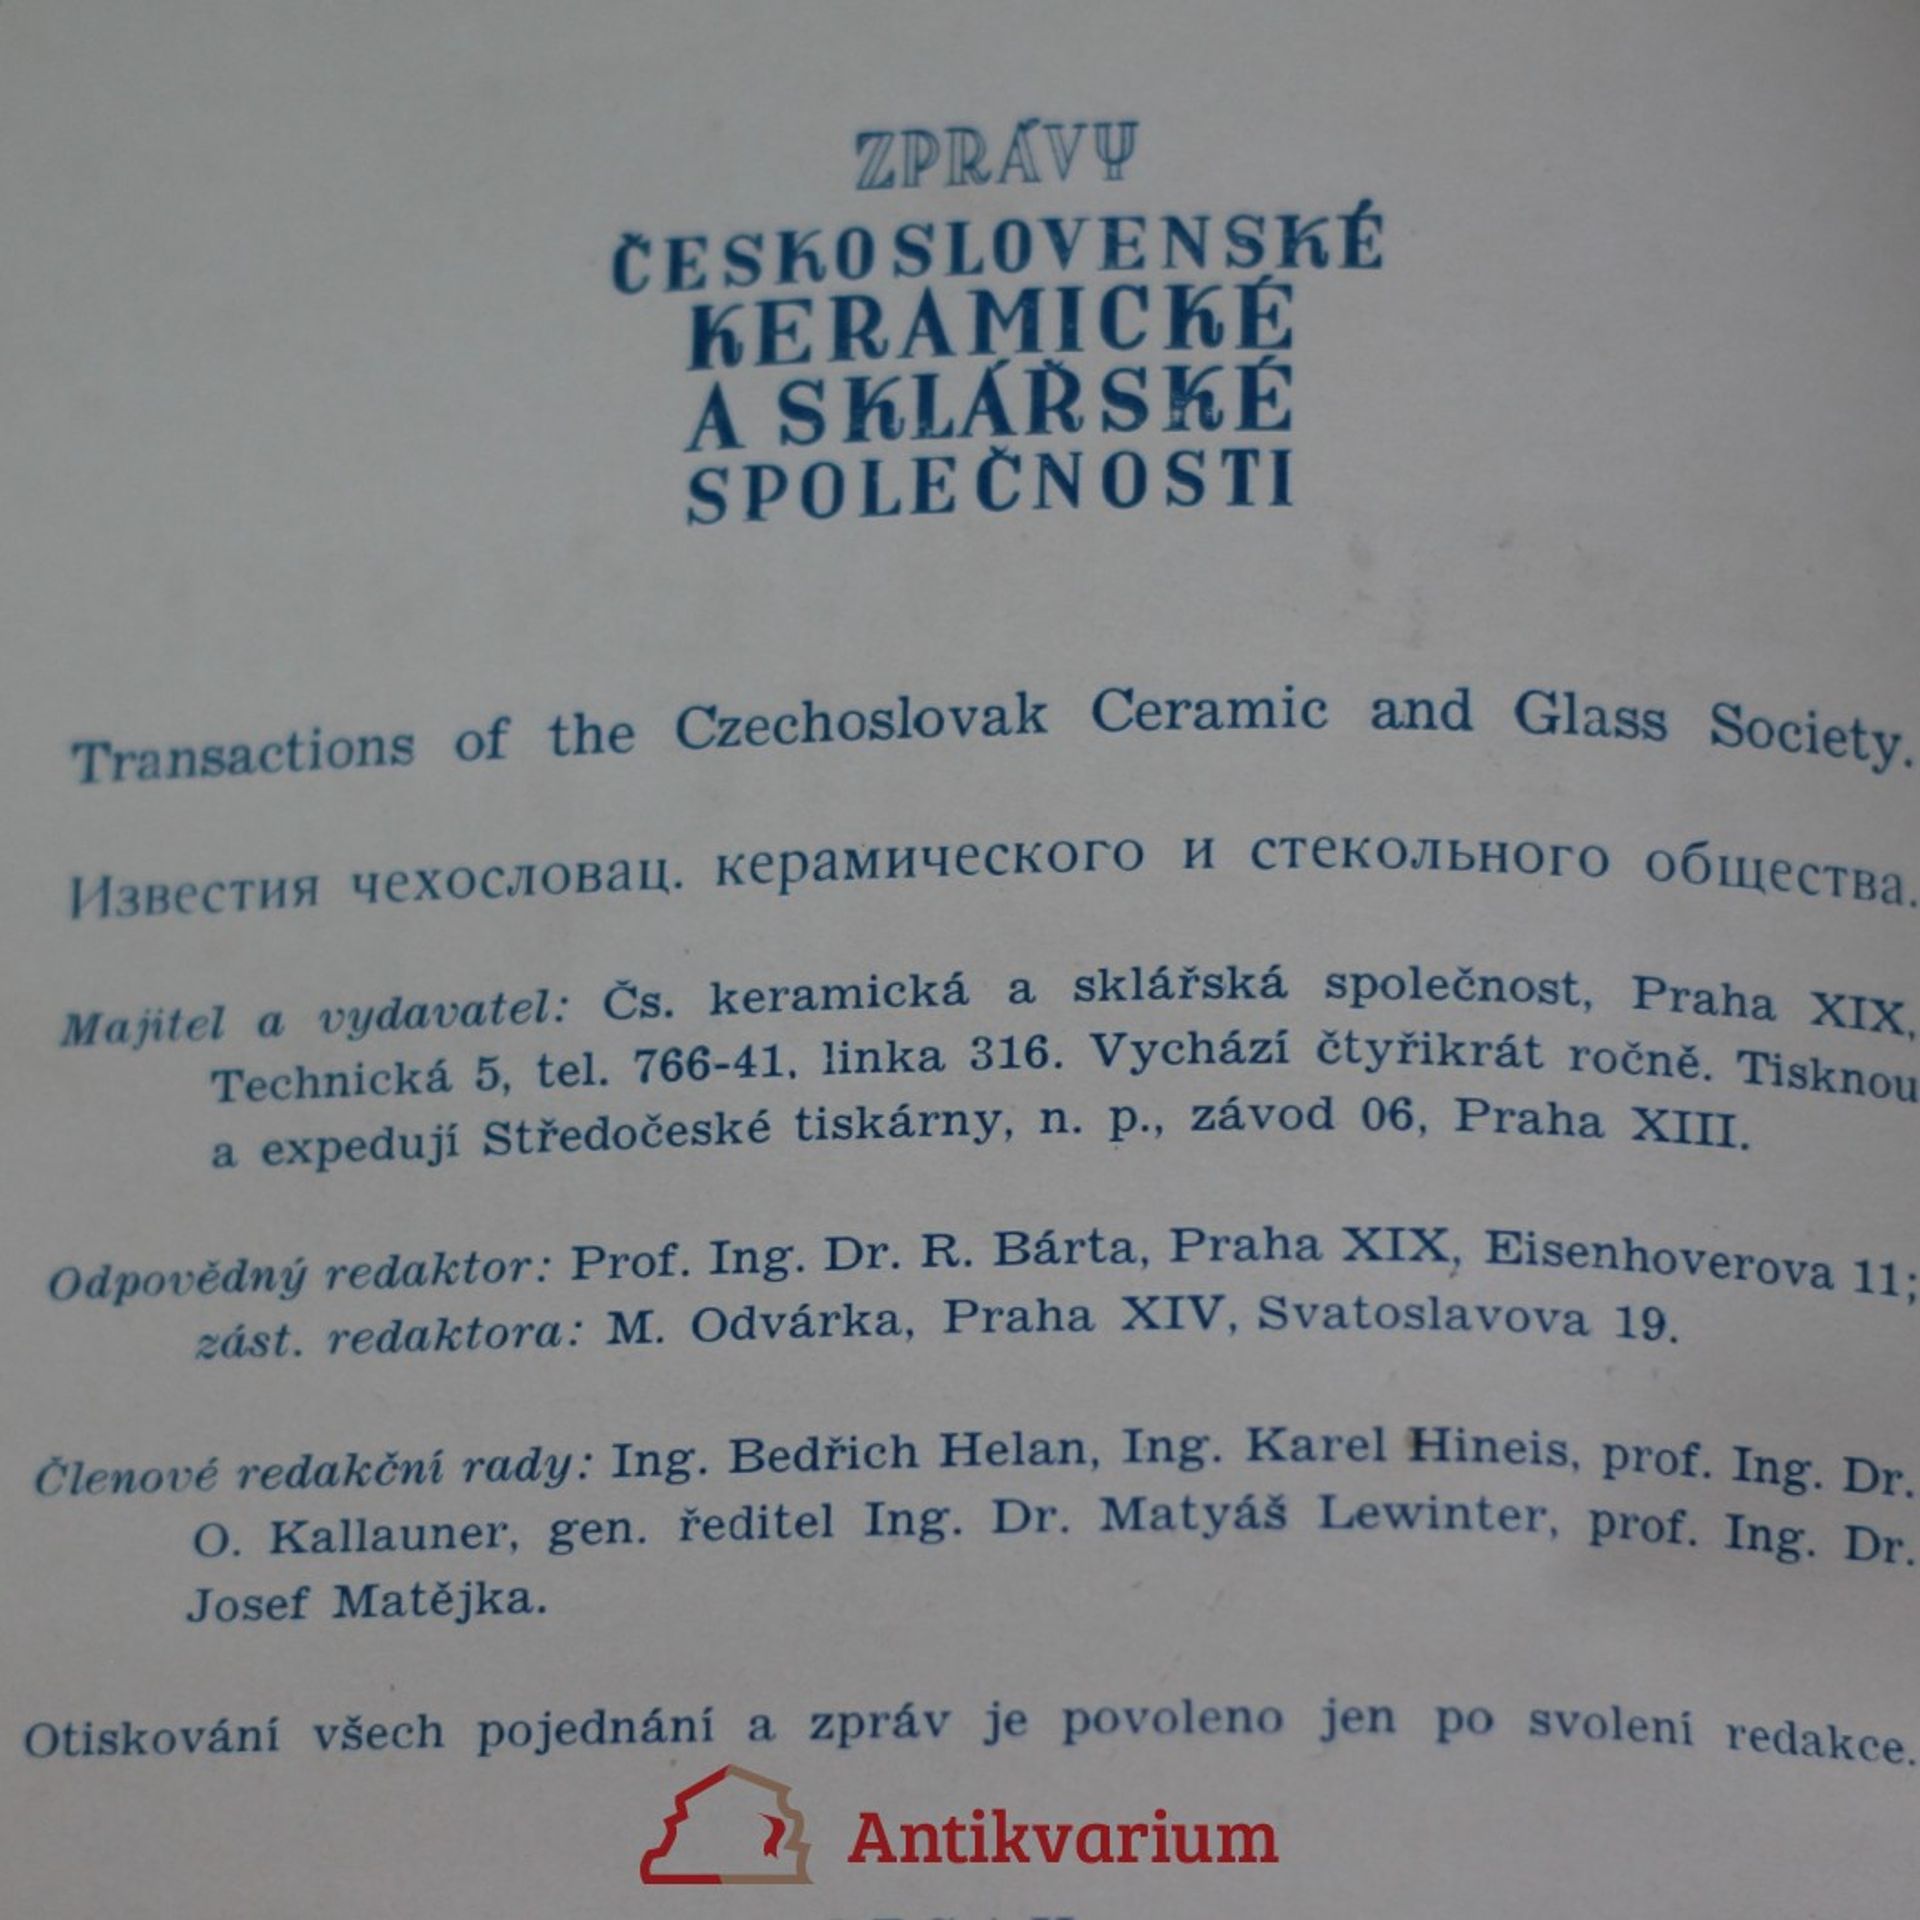 ZPRÁVY
ČESKOSLOVENSKÉ
KERAMICKÉ
A SKLÁŘSKÉ
SPOLEČNOSTI
Transactions of the Czechoslovak Ceramic and Glass Society.
Известия чехословац. керамического и стекольного общества.
Majitel a vydavatel: Čs. keramická a sklářská společnost, Praha XIX,
Technická 5, tel. 766-41, linka 316. Vychází čtyřikrát ročně. Tisknou
a expedují Středočeské tiskárny, n. p., závod 06, Praha XIII.
Odpovědný redaktor: Prof. Ing. Dr. R. Bárta, Praha XIX, Eisenhoverova 11;
zást. redaktora: M. Odvárka, Praha XIV, Svatoslavova 19.
Členové redakční rady: Ing. Bedřich Helan, Ing. Karel Hineis, prof. Ing. Dr.
O. Kallauner, gen. ředitel Ing. Dr. Matyáš Lewinter, prof. Ing. Dr.
Josef Matějka.
Otiskování všech pojednání a zpráv je povoleno jen po svolení redakce.
Antikvarium